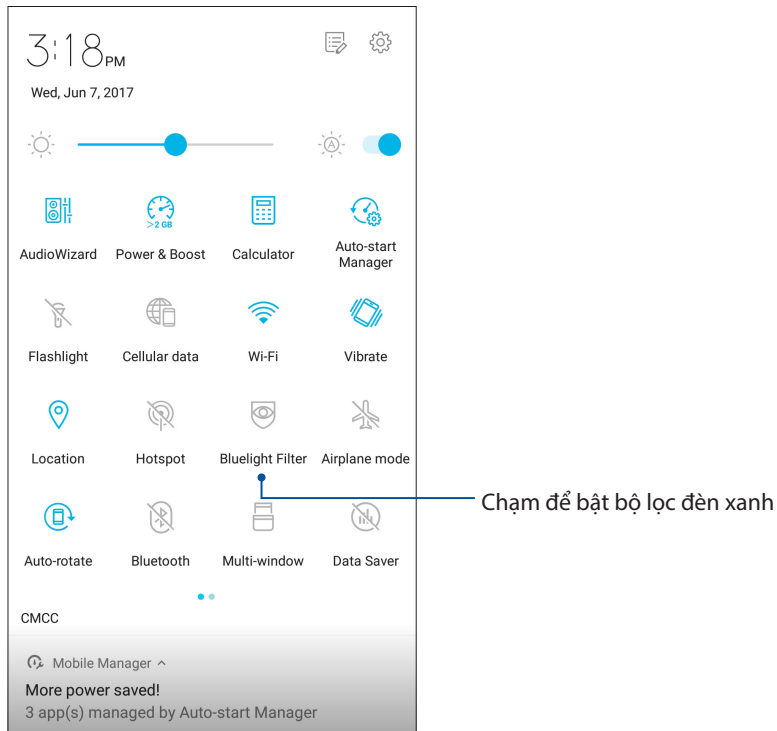 3:18 PM
Wed, Jun 7, 2017
A
>2 GB
AudioWizard Power & Boost Calculator Auto-start Manager
Flashlight Cellular data Wi-Fi Vibrate
Location Hotspot Bluelight Filter Airplane mode
Chạm để bật bộ lọc đèn xanh
Auto-rotate Bluetooth Multi-window Data Saver
CMCC
Mobile Manager
More power saved!
3 app(s) managed by Auto-start Manager